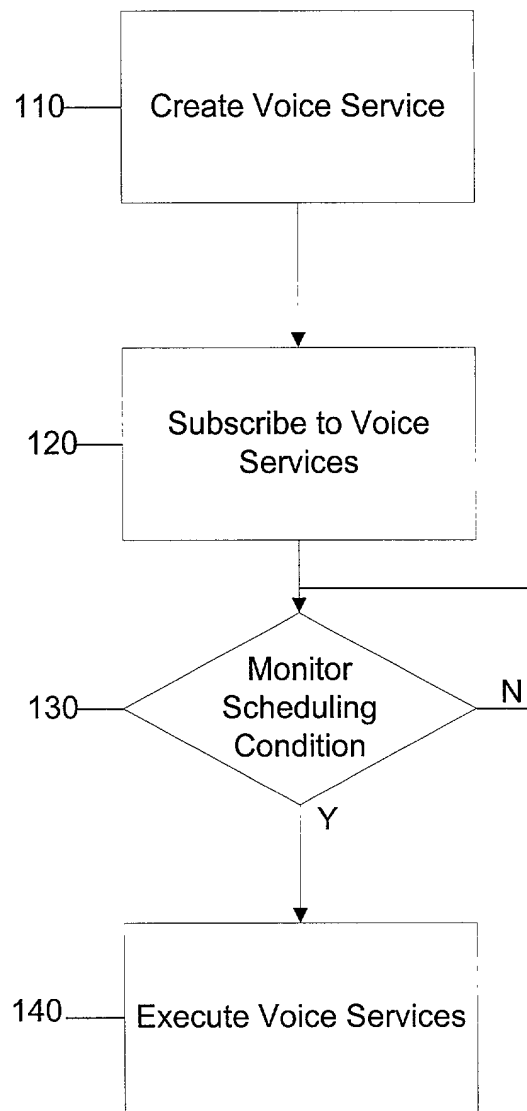 110
Create Voice Service
120
Subscribe to Voice
Services
130
Monitor
Scheduling
Condition
N
Y
140
Execute Voice Services